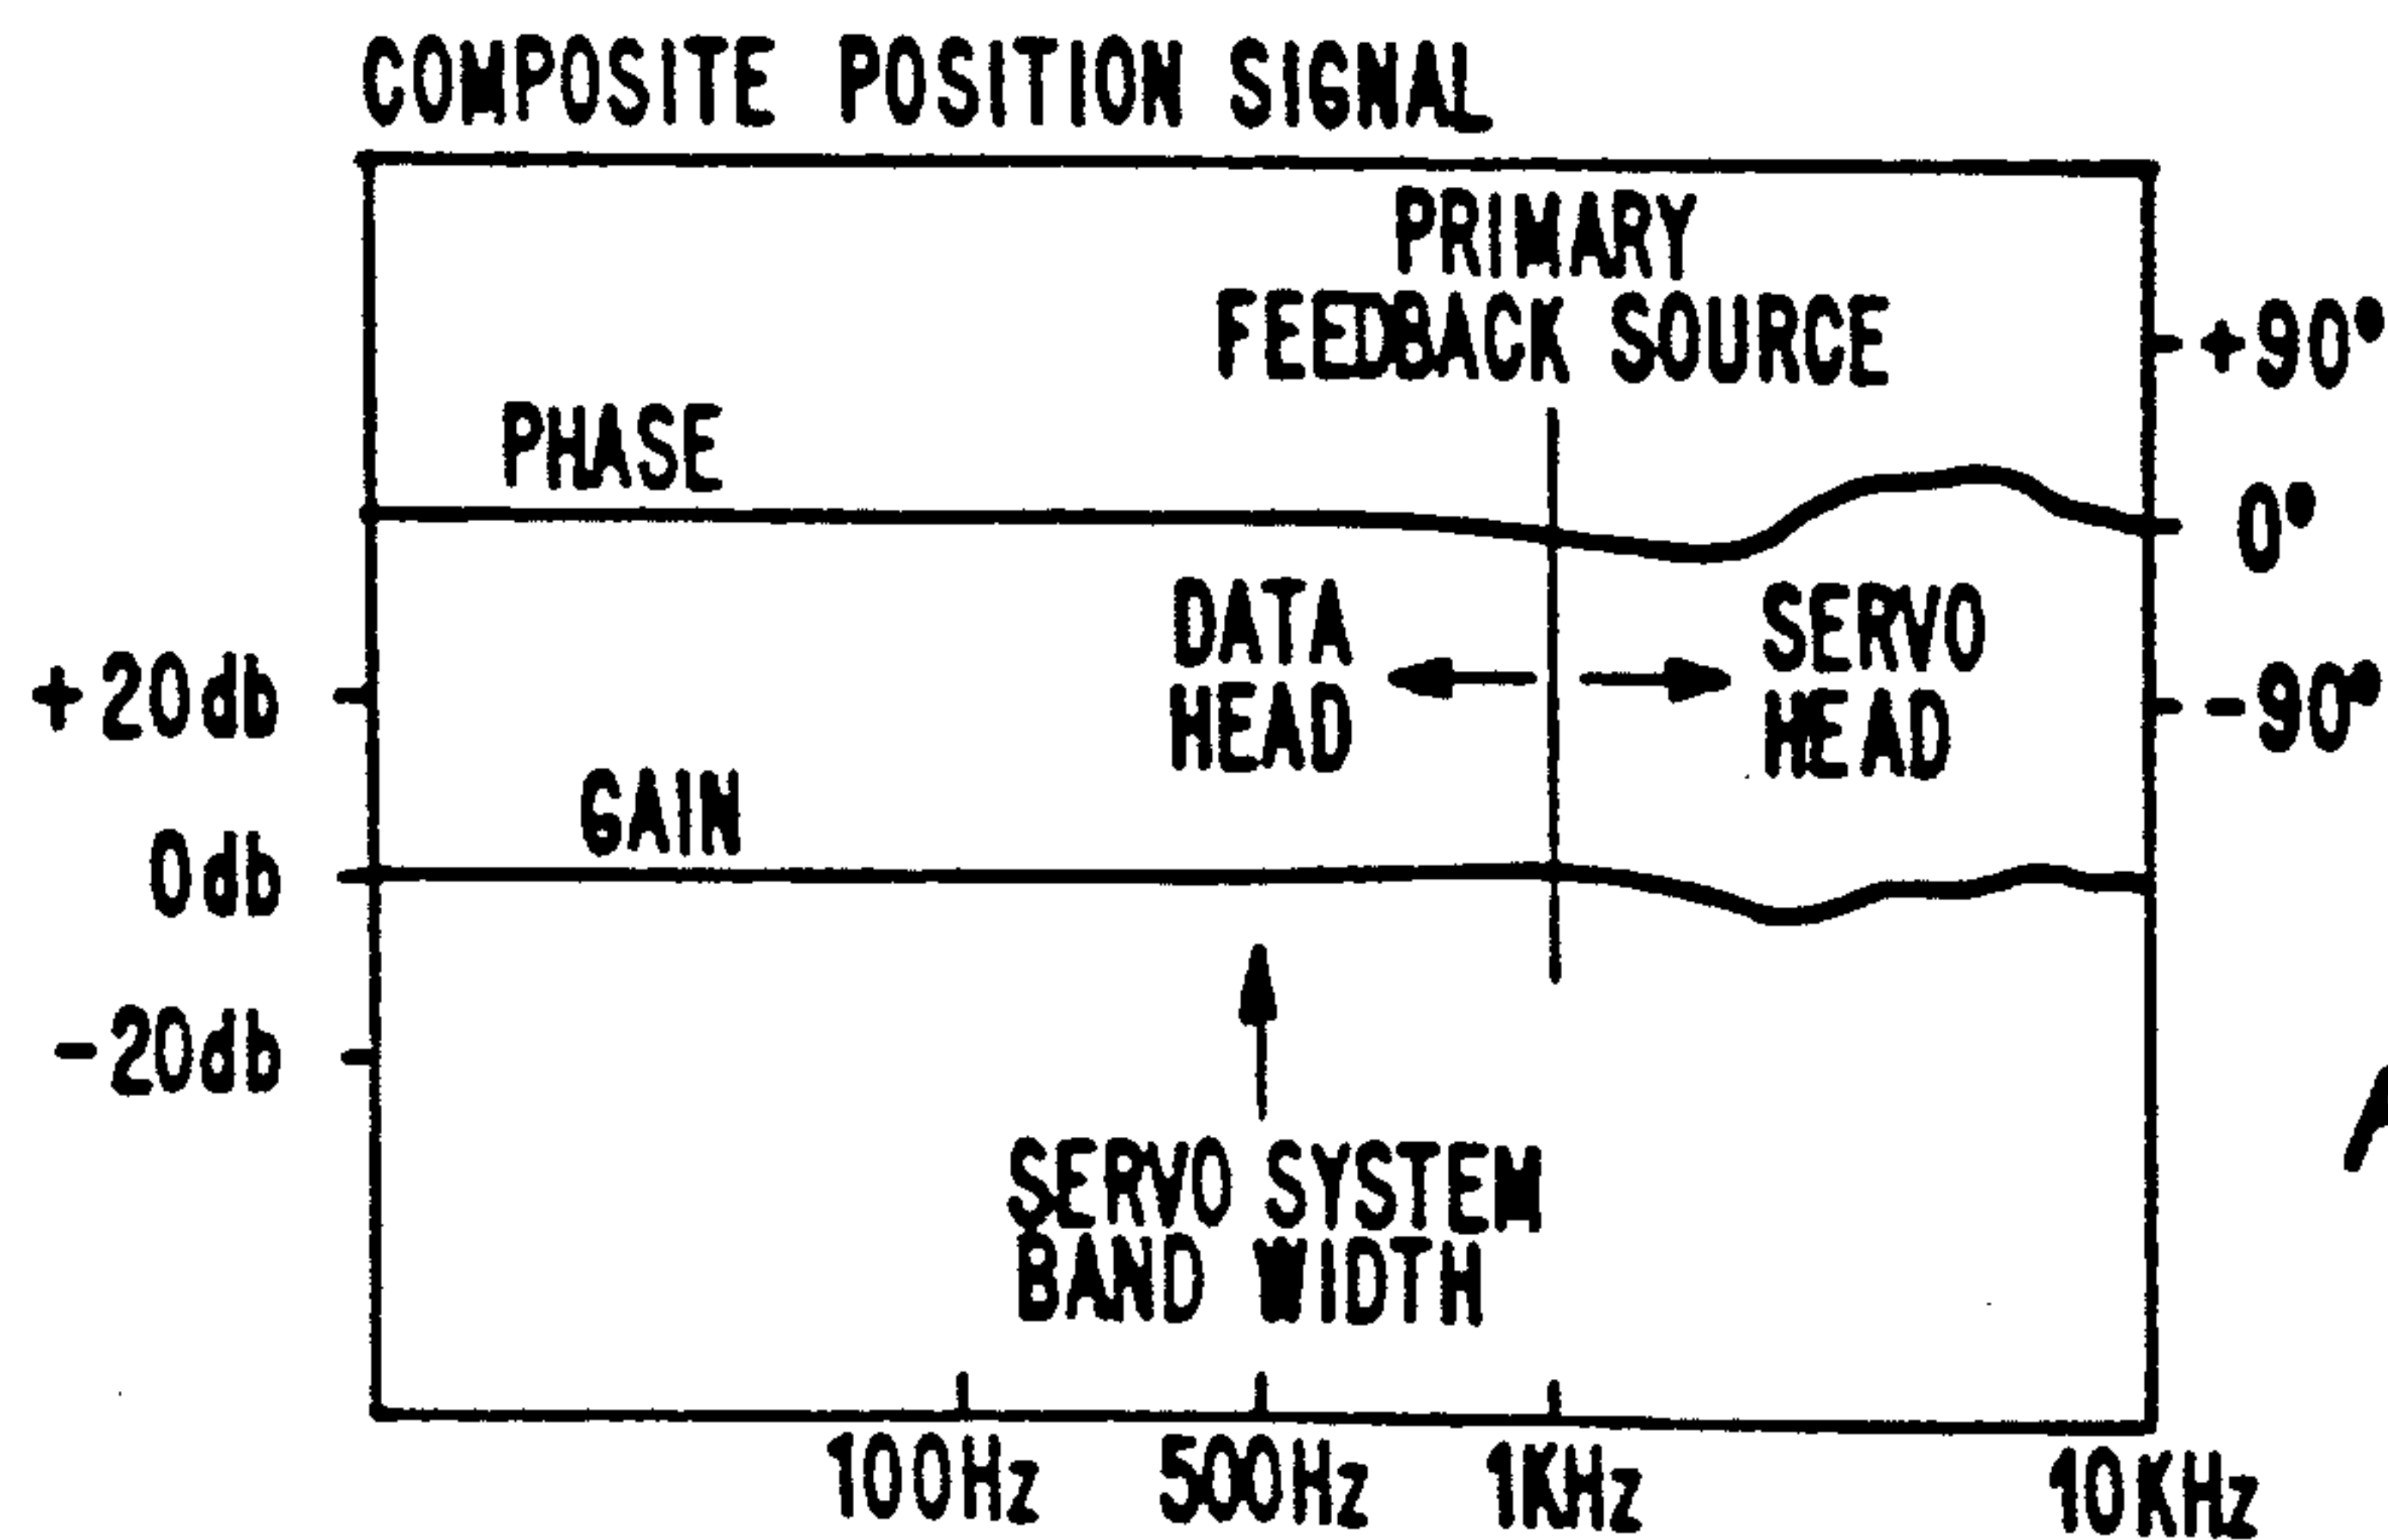 COMPOSITE POSITION SIGNAL
PRIMARY
FEEDBACK SOURCE
+90°
PHASE
0°
DATA
HEAD
SERVO
HEAD
+20db
-90°
GAIN
0db
-20db
SERVO SYSTEM
BAND WIDTH
100Hz 500Hz 1KHz 10KHz